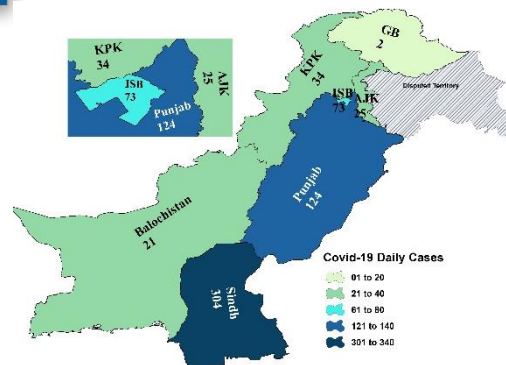 KPK
34
ISB
73
Punjab
124
AJK
25
GB
2
KPK
34
Disputed Territory
ISB
73
AJK
25
Punjab
124
Balochistan
21
Sindh
304
Covid-19 Daily Cases
01 to 20
21 to 40
61 to 80
121 to 140
301 to 340